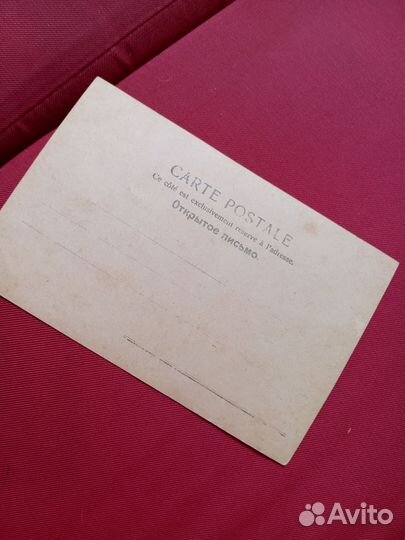 CARTE POSTALE
Ce côté est exclusivement réservé à l'adresse.
Открытое письмо.
Avito